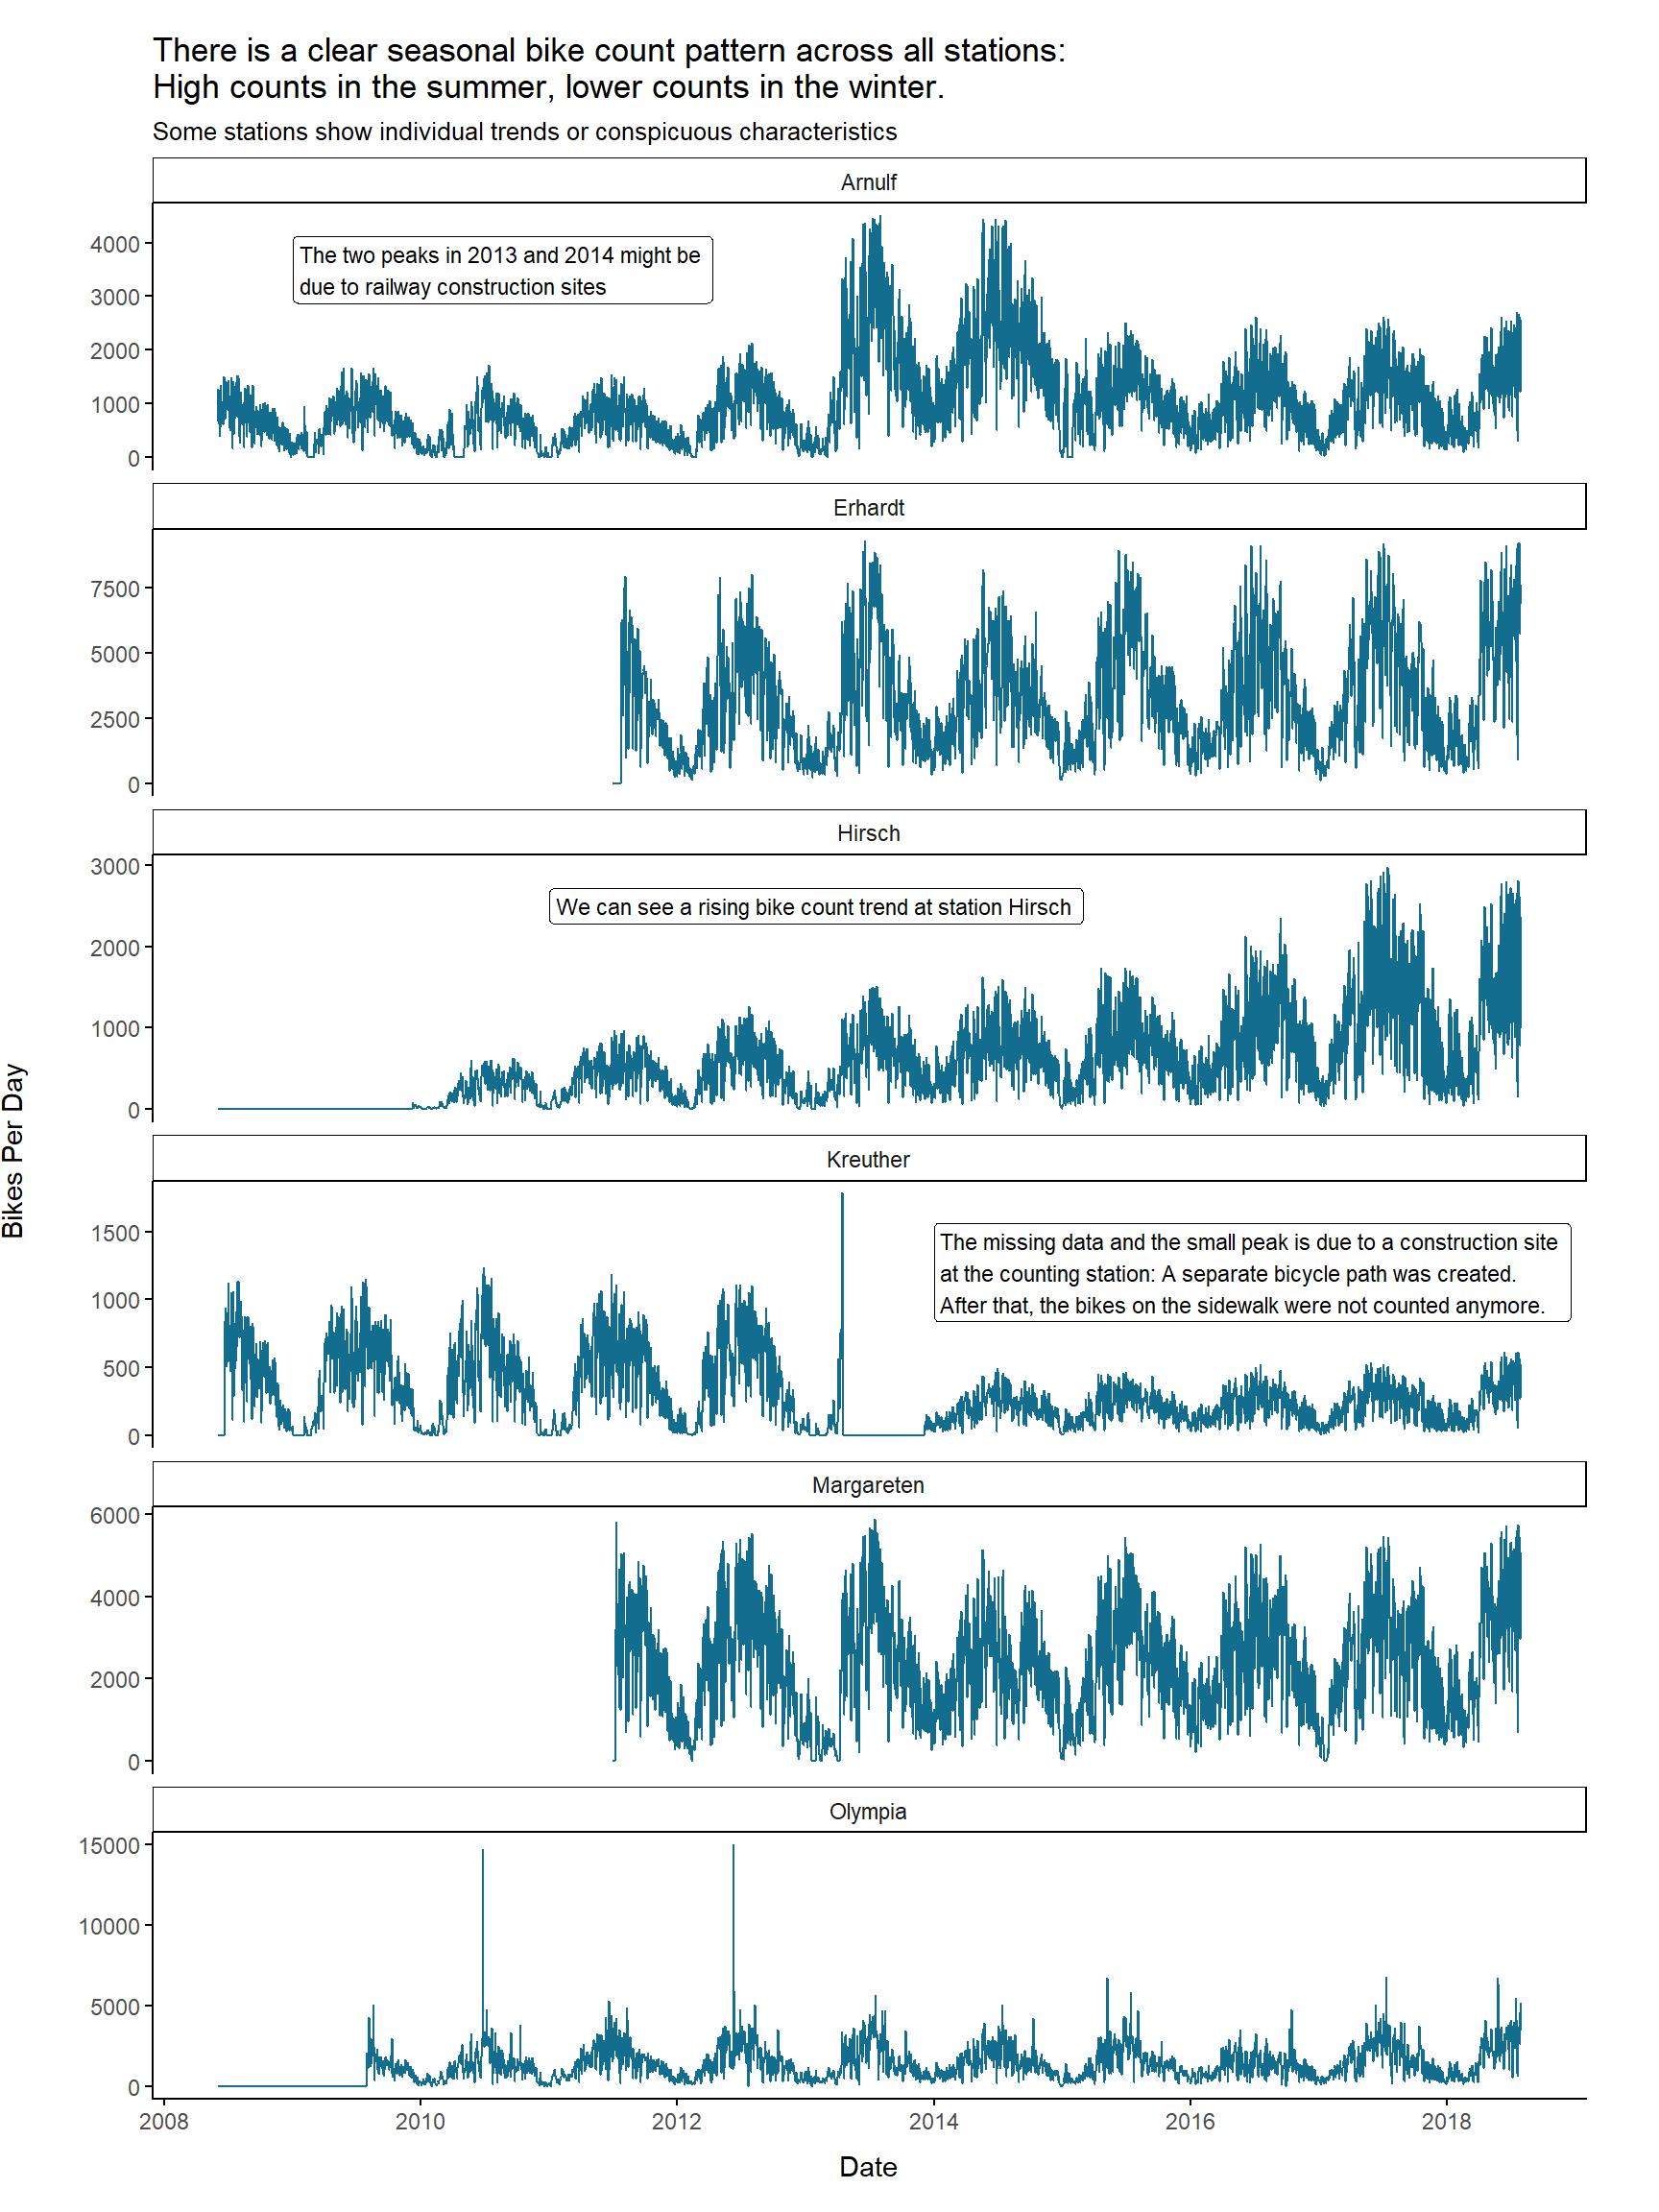 There is a clear seasonal bike count pattern across all stations:
High counts in the summer, lower counts in the winter.
Some stations show individual trends or conspicuous characteristics
Arnulf
4000
3000
2000
1000
0
The two peaks in 2013 and 2014 might be
due to railway construction sites
Erhardt
7500
5000
2500
0
Hirsch
3000
2000
1000
0
We can see a rising bike count trend at station Hirsch
Bikes Per Day
Kreuther
1500
1000
500
0
The missing data and the small peak is due to a construction site
at the counting station: A separate bicycle path was created.
After that, the bikes on the sidewalk were not counted anymore.
Margareten
6000
4000
2000
0
Olympia
15000
10000
5000
0
2008 2010 2012 2014 2016 2018
Date